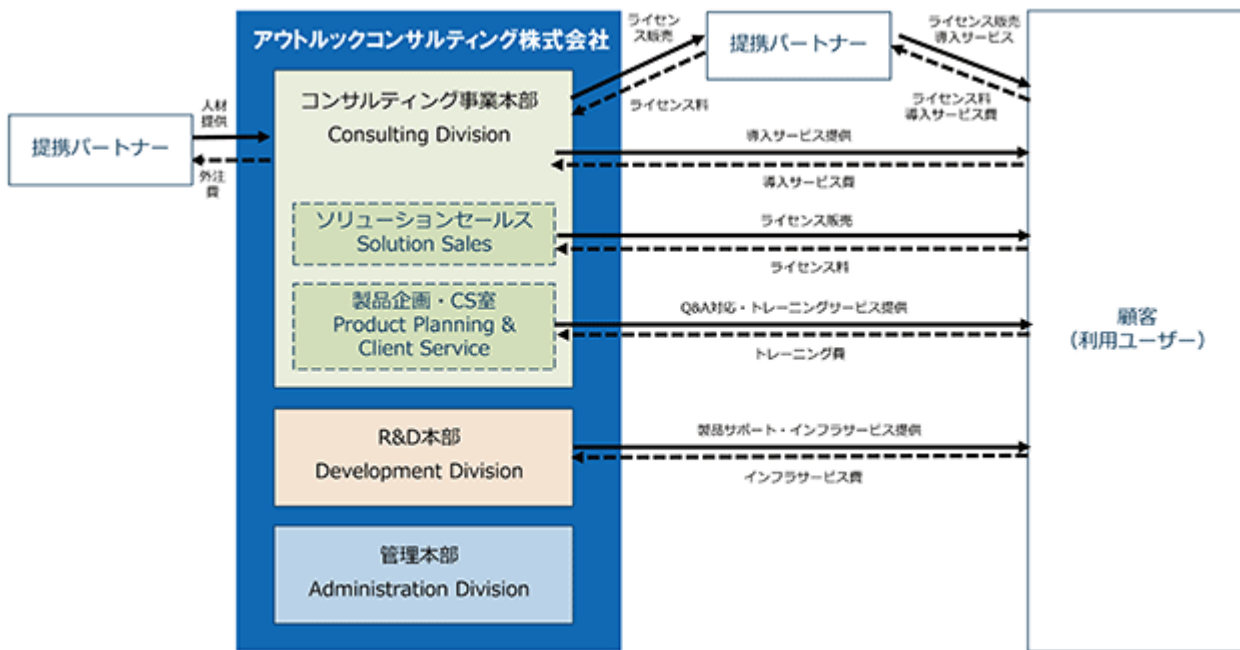 アウトルックコンサルティング株式会社
ライセン
ス販売
提携パートナー
ライセンス販売
導入サービス
ライセンス料
ライセンス料
導入サービス費
コンサルティング事業本部
Consulting Division
人材
提供
提携パートナー
外注
費
導入サービス提供
導入サービス費
ソリューションセールス
Solution Sales
ライセンス販売
ライセンス料
製品企画・CS室
Product Planning &
Client Service
Q&A対応・トレーニングサービス提供
トレーニング費
顧客
（利用ユーザー）
R&D本部
Development Division
製品サポート・インフラサービス提供
インフラサービス費
管理本部
Administration Division